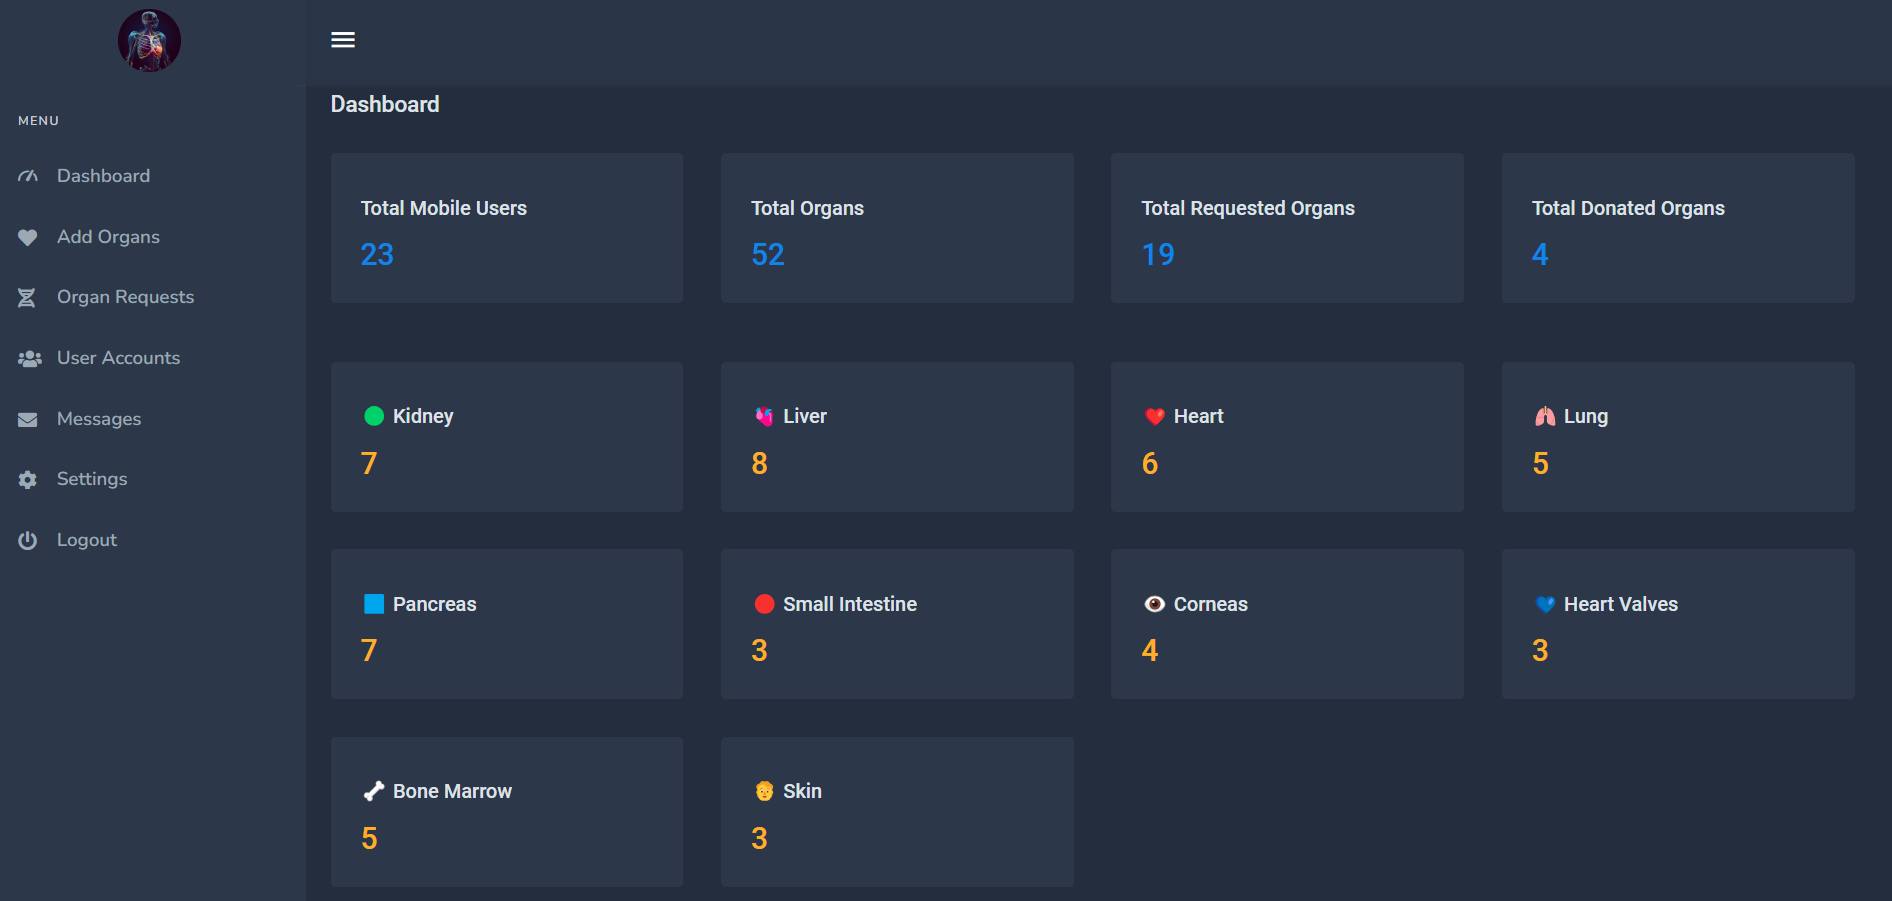 MENU
Dashboard
Add Organs
Organ Requests
User Accounts
Messages
Settings
Logout
Dashboard
Total Mobile Users
23
Total Organs
52
Total Requested Organs
19
Total Donated Organs
4
Kidney
7
Liver
8
Heart
6
Lung
5
Pancreas
7
Small Intestine
3
Corneas
4
Heart Valves
3
Bone Marrow
5
Skin
3